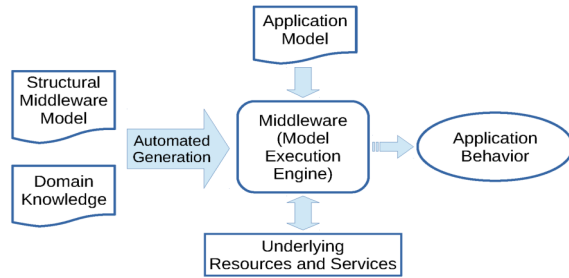 Application
Model
Structural
Middleware
Model
Automated
Generation
Middleware
(Model
Execution
Engine)
Application
Behavior
Domain
Knowledge
Underlying
Resources and Services